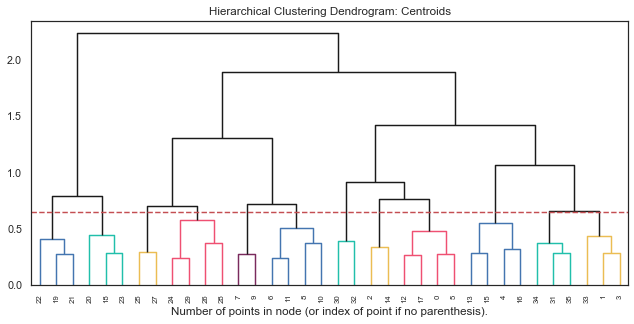 Hierarchical Clustering Dendrogram: Centroids
2.0
1.5
1.0
0.5
0.0
22 19 21 20 18 23 25 27 24 29 26 28 7 9 6 11 8 10 30 32 2 14 12 17 0 5 13 15 4 16 34 31 35 33 1 3
Number of points in node (or index of point if no parenthesis).